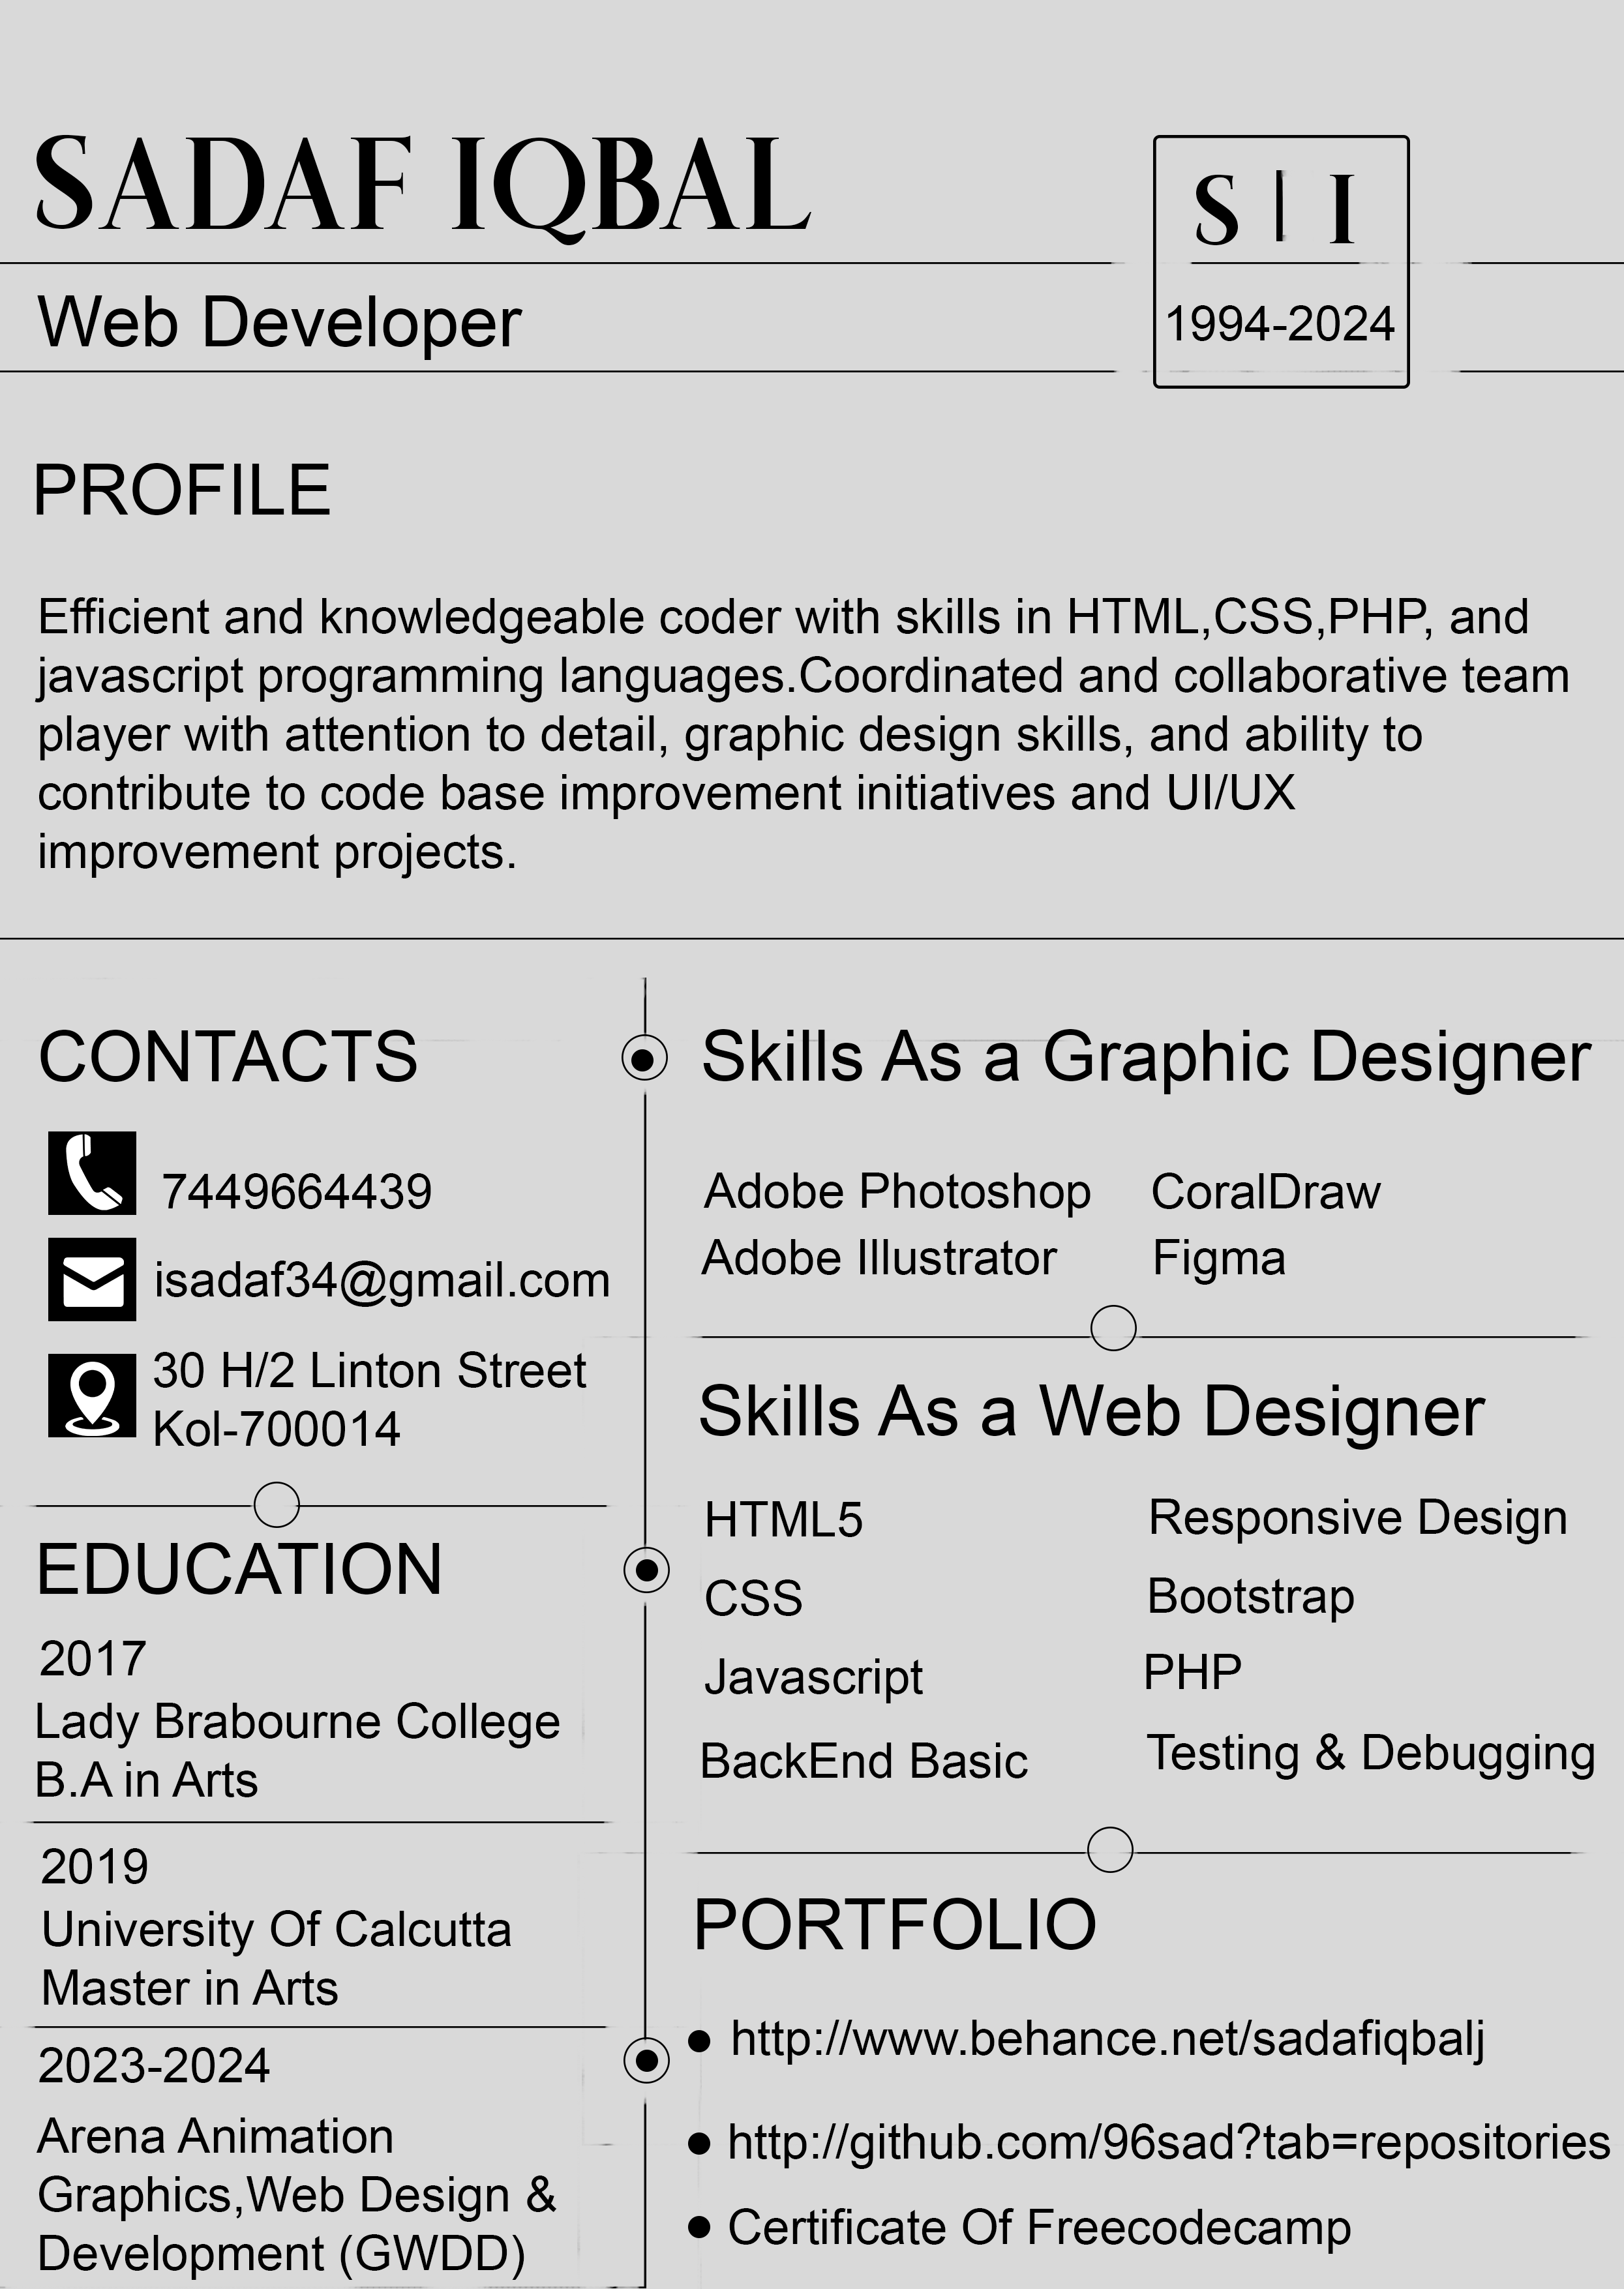 SADAF IQBAL
S | I
Web Developer
1994-2024
PROFILE
Efficient and knowledgeable coder with skills in HTML,CSS,PHP, and
javascript programming languages.Coordinated and collaborative team
player with attention to detail, graphic design skills, and ability to
contribute to code base improvement initiatives and UI/UX
improvement projects.
CONTACTS
7449664439
isadaf34@gmail.com
30 H/2 Linton Street
Kol-700014
EDUCATION
2017
Lady Brabourne College
B.A in Arts
2019
University Of Calcutta
Master in Arts
2023-2024
Arena Animation
Graphics,Web Design &
Development (GWDD)
Skills As a Graphic Designer
Adobe Photoshop CoralDraw
Adobe Illustrator Figma
Skills As a Web Designer
HTML5 Responsive Design
CSS Bootstrap
Javascript PHP
BackEnd Basic Testing & Debugging
PORTFOLIO
http://www.behance.net/sadafiqbalj
http://github.com/96sad?tab=repositories
Certificate Of Freecodecamp